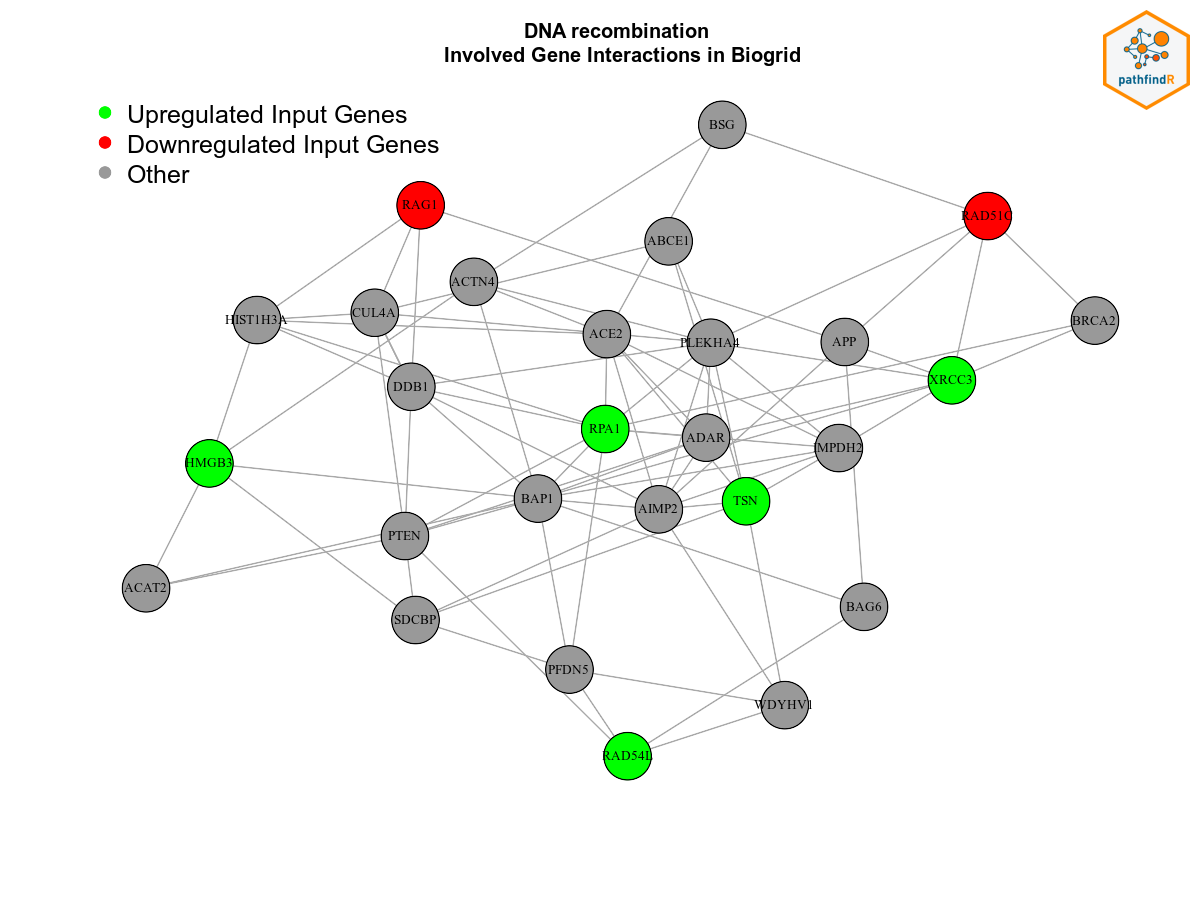 DNA recombination
Involved Gene Interactions in Biogrid
pathfindR
Upregulated Input Genes
Downregulated Input Genes
Other
BSG
RAG1
RAD51C
ABCE1
ACTN4
HIST1H3A
CUL4A
ACE2
PLEKHA4
APP
BRCA2
DDB1
XRCC3
RPA1
ADAR
IMPDH2
HMGB3
BAP1
AIMP2
TSN
PTEN
ACAT2
SDCBP
BAG6
PFDN5
WDYHV1
RAD54L